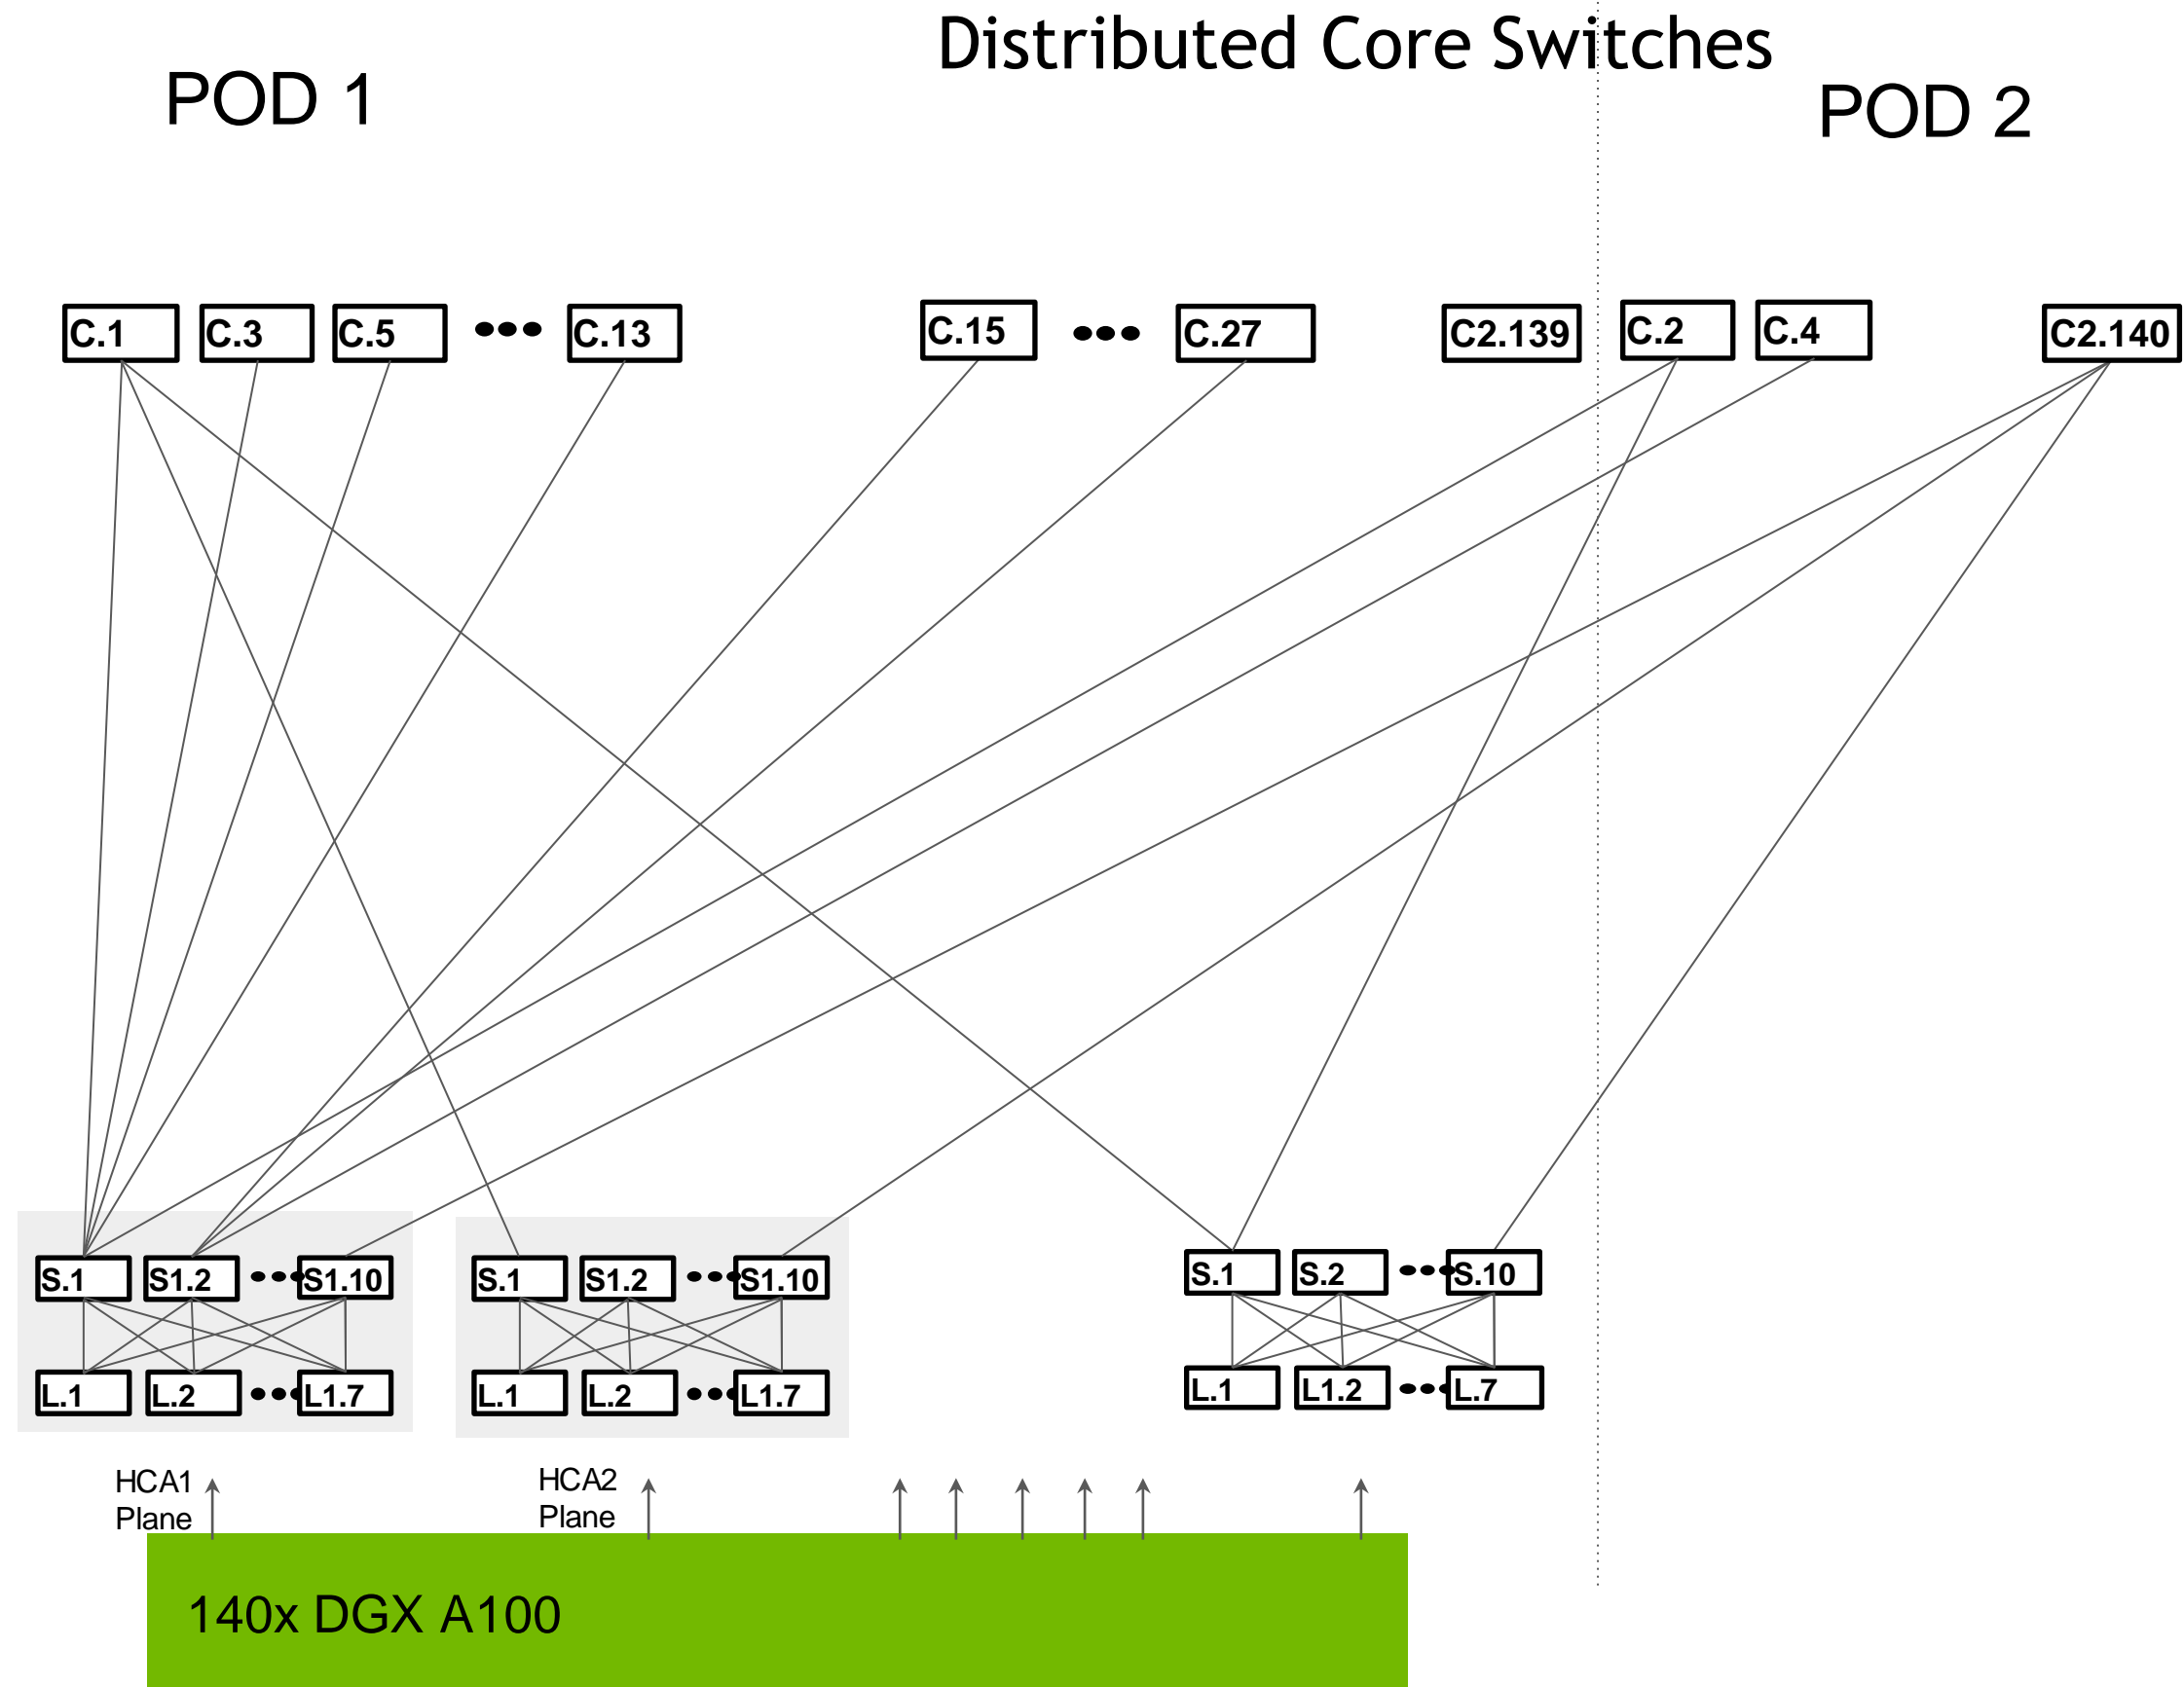 Distributed Core Switches
POD 1
POD 2
C.1
C.3
C.5
C.13
C.15
C.27
C2.139
C.2
C.4
C2.140
S.1
S1.2
S1.10
S.1
S1.2
S1.10
S.1
S.2
S.10
L.1
L.2
L1.7
L.1
L.2
L1.7
L.1
L1.2
L.7
HCA1
Plane
HCA2
Plane
140x DGX A100